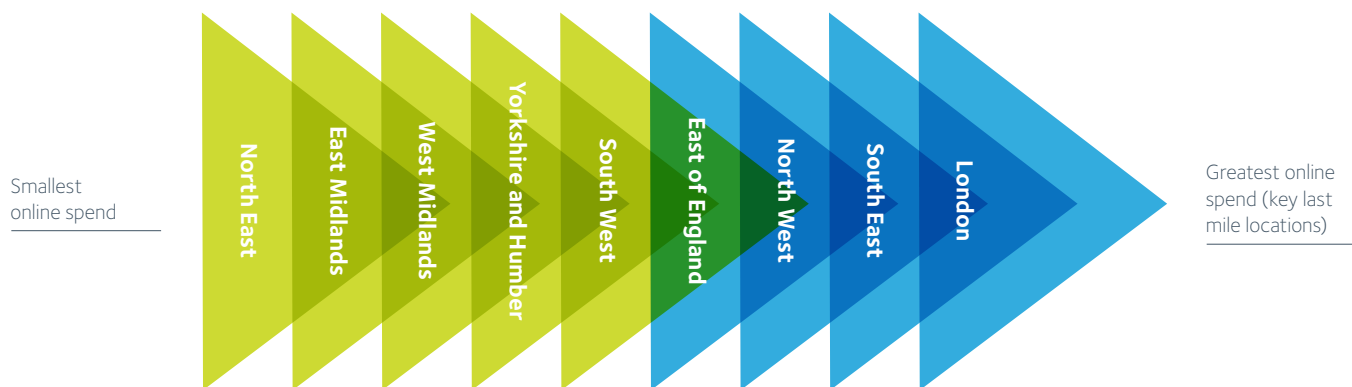 Smallest
online spend
North East
East Midlands
West Midlands
Yorkshire and Humber
South West
East of England
North West
South East
London
Greatest online
spend (key last
mile locations)